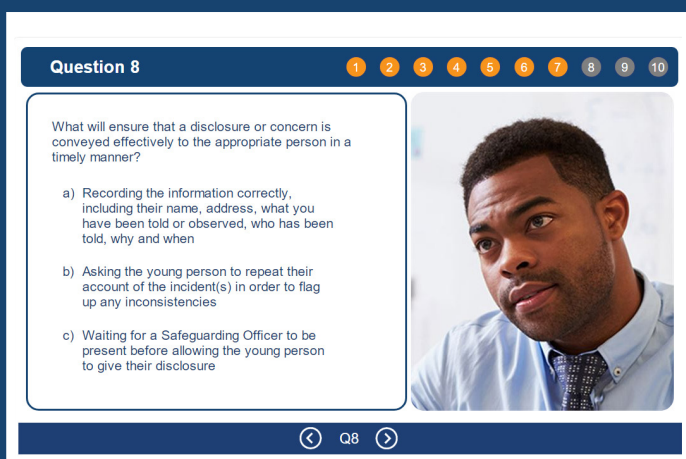 Question 8
1 2 3 4 5 6 7 8 9 10
What will ensure that a disclosure or concern is
conveyed effectively to the appropriate person in a
timely manner?
a) Recording the information correctly,
including their name, address, what you
have been told or observed, who has been
told, why and when
b) Asking the young person to repeat their
account of the incident(s) in order to flag
up any inconsistencies
c) Waiting for a Safeguarding Officer to be
present before allowing the young person
to give their disclosure
Q8